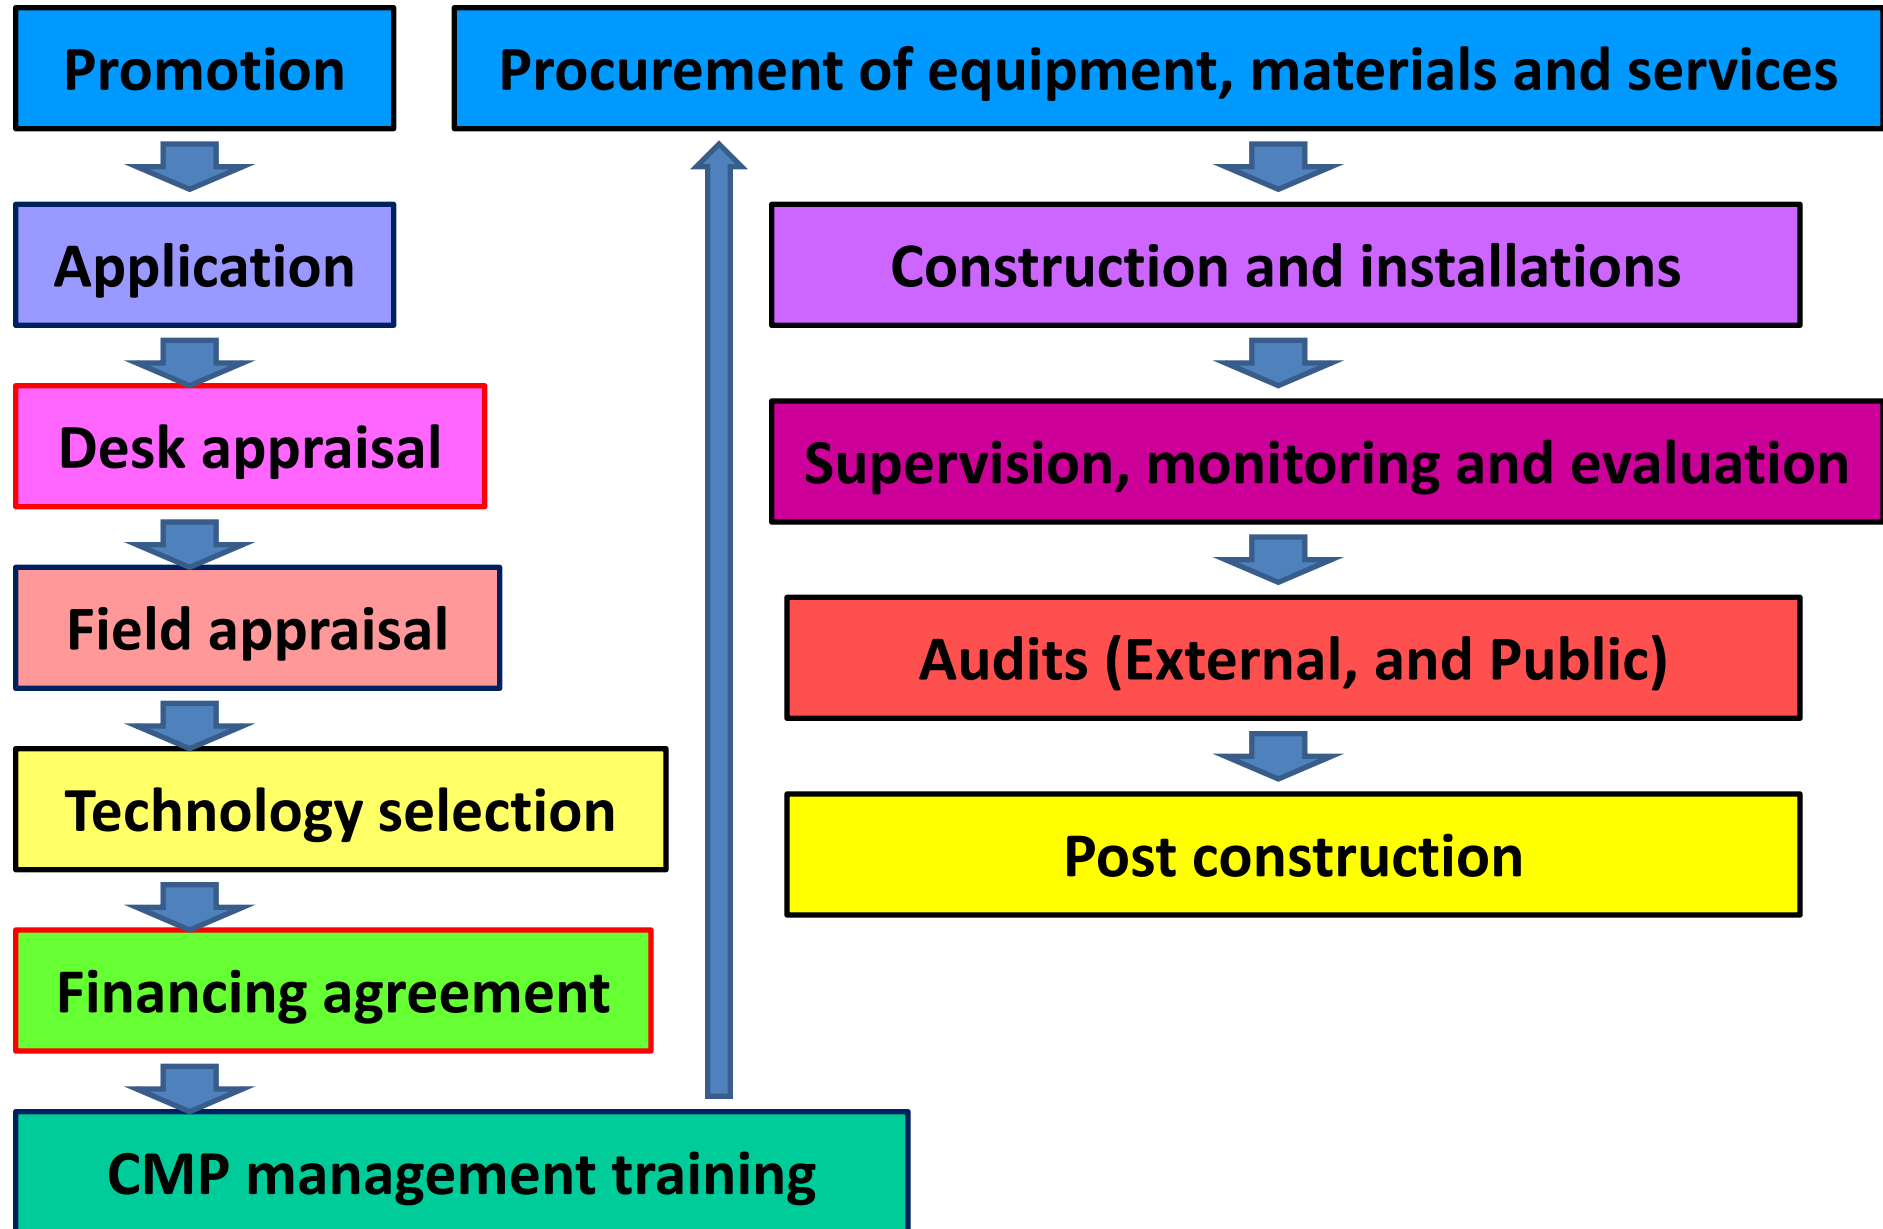 Promotion
Application
Desk appraisal
Field appraisal
Technology selection
Financing agreement
CMP management training
Procurement of equipment, materials and services
Construction and installations
Supervision, monitoring and evaluation
Audits (External, and Public)
Post construction